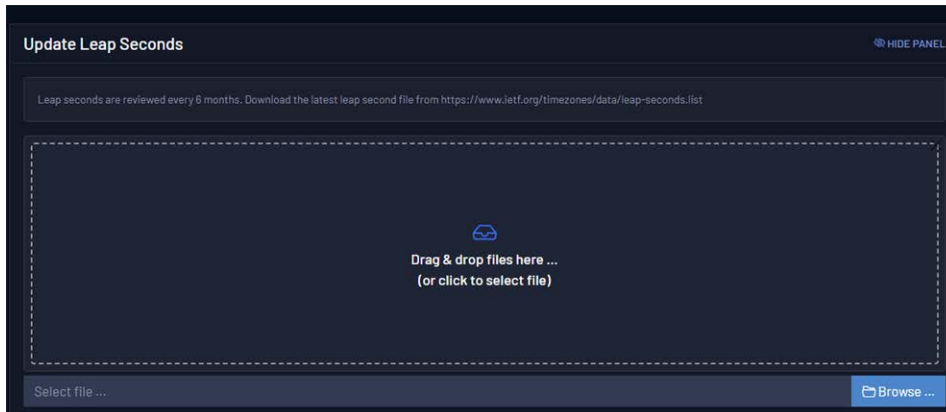 Update Leap Seconds
HIDE PANEL
Leap seconds are reviewed every 6 months. Download the latest leap second file from https://www.ietf.org/timezones/data/leap-seconds.list
Drag & drop files here ...
(or click to select file)
Select file ...
Browse ...